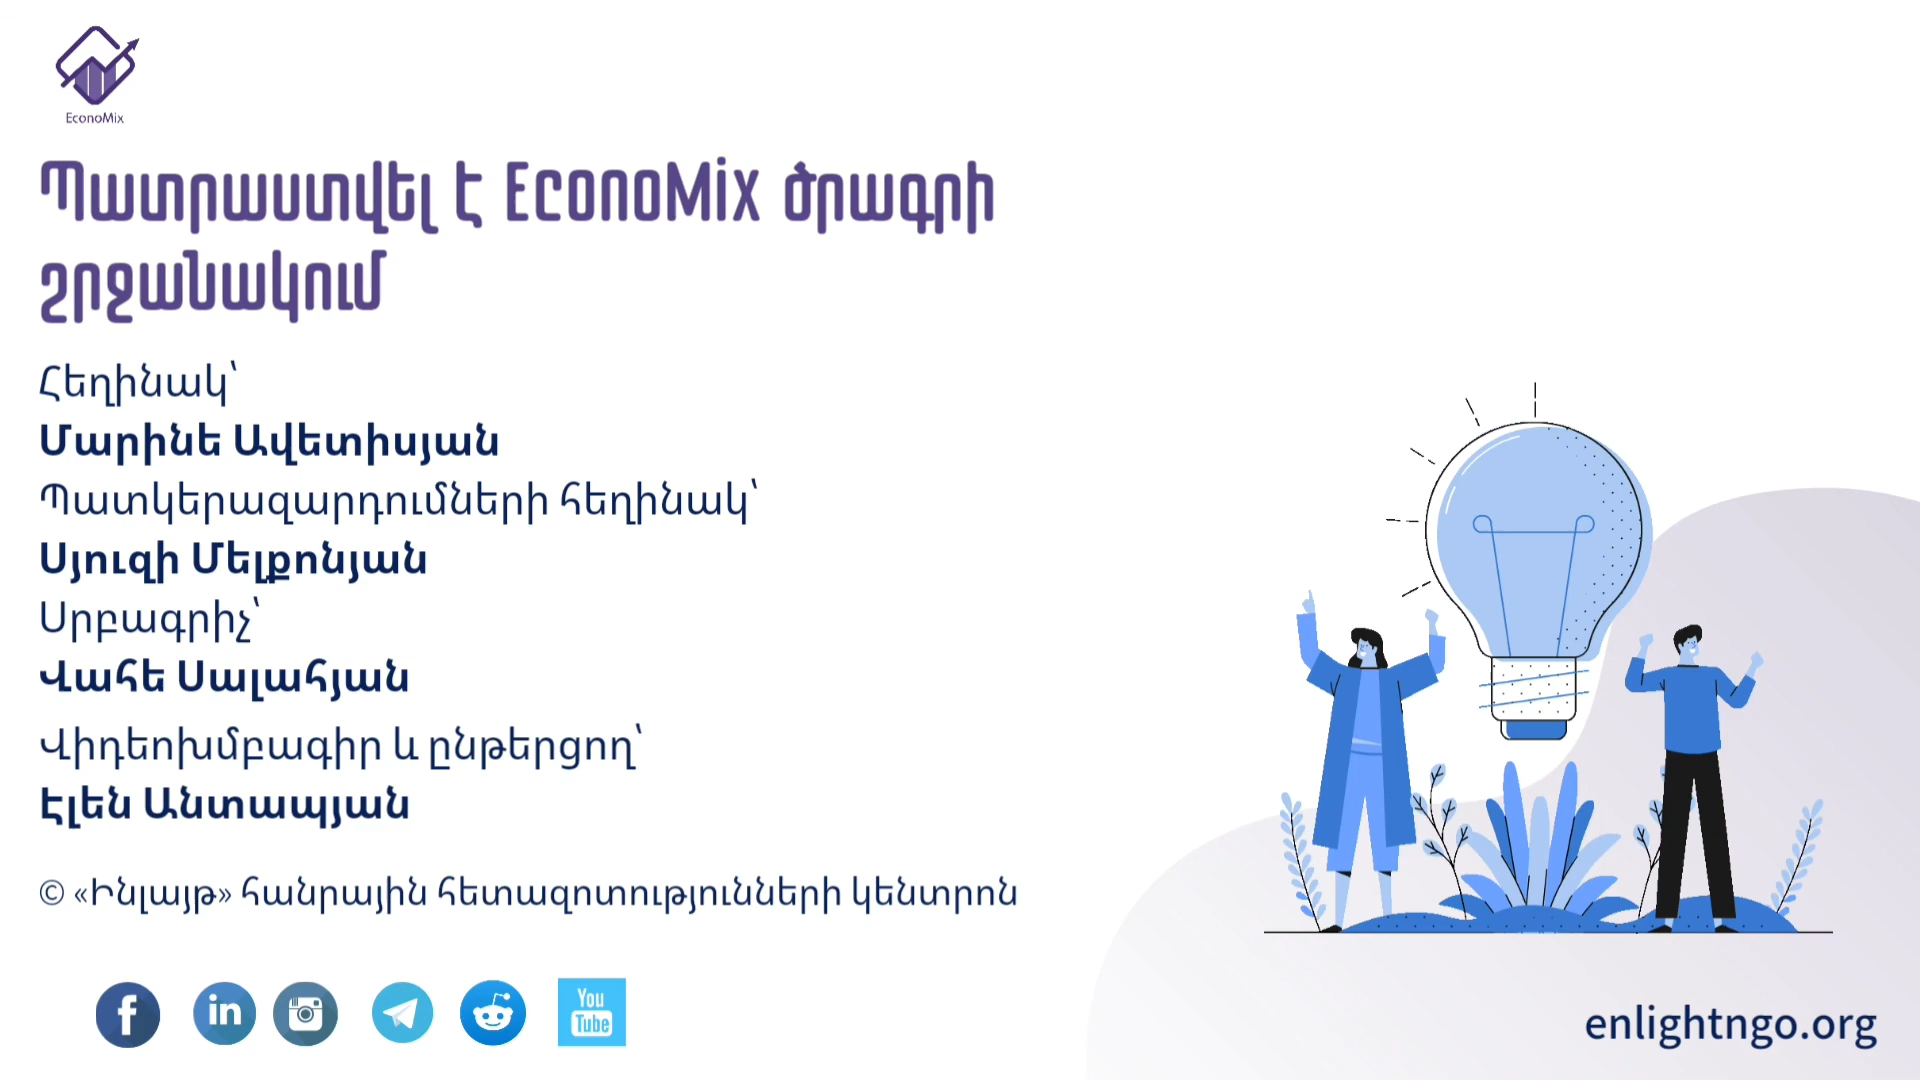 EconoMix
Պատրաստվել է EconoMix ծրագրի
շրջանակում
Հեղինակ՝
Մարինե Ավետիսյան
Պատկերազարդումների հեղինակ՝
Սյուզի Մելքոնյան
Սրբագրիչ՝
Վահե Սալահյան
Վիդեոխմբագիր և ընթերցող՝
Էլեն Անտապյան
© «Ինլայթ» հանրային հետազոտությունների կենտրոն
You
Tube
enlightngo.org